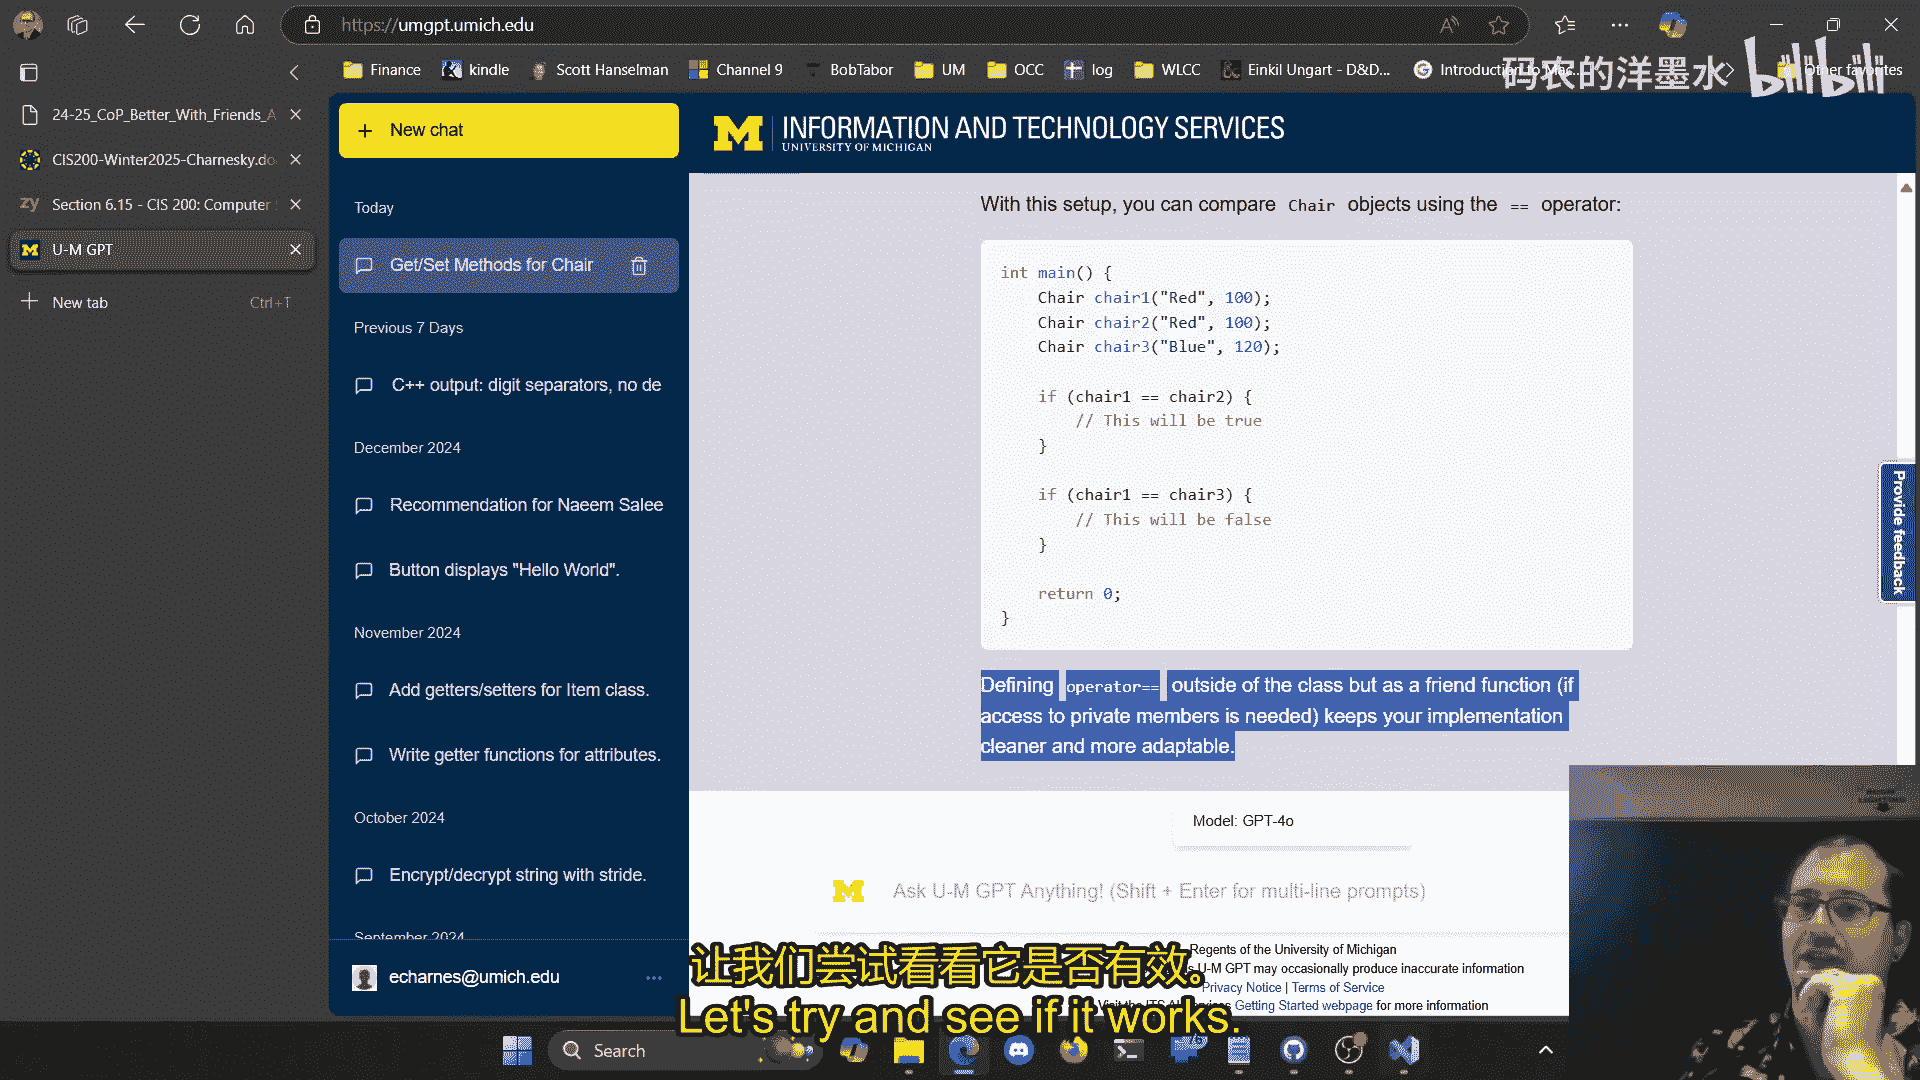 https://umgpt.umich.edu
Finance
kindle
Scott Hanselman
Channel 9
BobTabor
UM
OCC
log
WLCC
Einkil Ungart - D&D...
Other favorites
码农的洋墨水
bilibili
24-25_CoP_Better_With_Friends_A
CIS200-Winter2025-Charnesky.do
Section 6.15 - CIS 200: Computer
U-M GPT
New tab
Ctrl+T
New chat
Today
Get/Set Methods for Chair
Previous 7 Days
C++ output: digit separators, no de
December 2024
Recommendation for Naeem Salee
Button displays "Hello World".
November 2024
Add getters/setters for Item class.
Write getter functions for attributes.
October 2024
Encrypt/decrypt string with stride.
September 2024
echarnes@umich.edu
INFORMATION AND TECHNOLOGY SERVICES
UNIVERSITY OF MICHIGAN
With this setup, you can compare Chair objects using the == operator:
int main() {
Chair chair1("Red", 100);
Chair chair2("Red", 100);
Chair chair3("Blue", 120);
if (chair1 == chair2) {
// This will be true
}
if (chair1 == chair3) {
// This will be false
}
return 0;
}
Defining operator== outside of the class but as a friend function (if
access to private members is needed) keeps your implementation
cleaner and more adaptable.
Provide feedback
Model: GPT-4o
Ask U-M GPT Anything! (Shift + Enter for multi-line prompts)
Regents of the University of Michigan
U-M GPT may occasionally produce inaccurate information
Privacy Notice | Terms of Service
Getting Started webpage for more information
让我们尝试看看它是否有效。
Let's try and see if it works.
Search